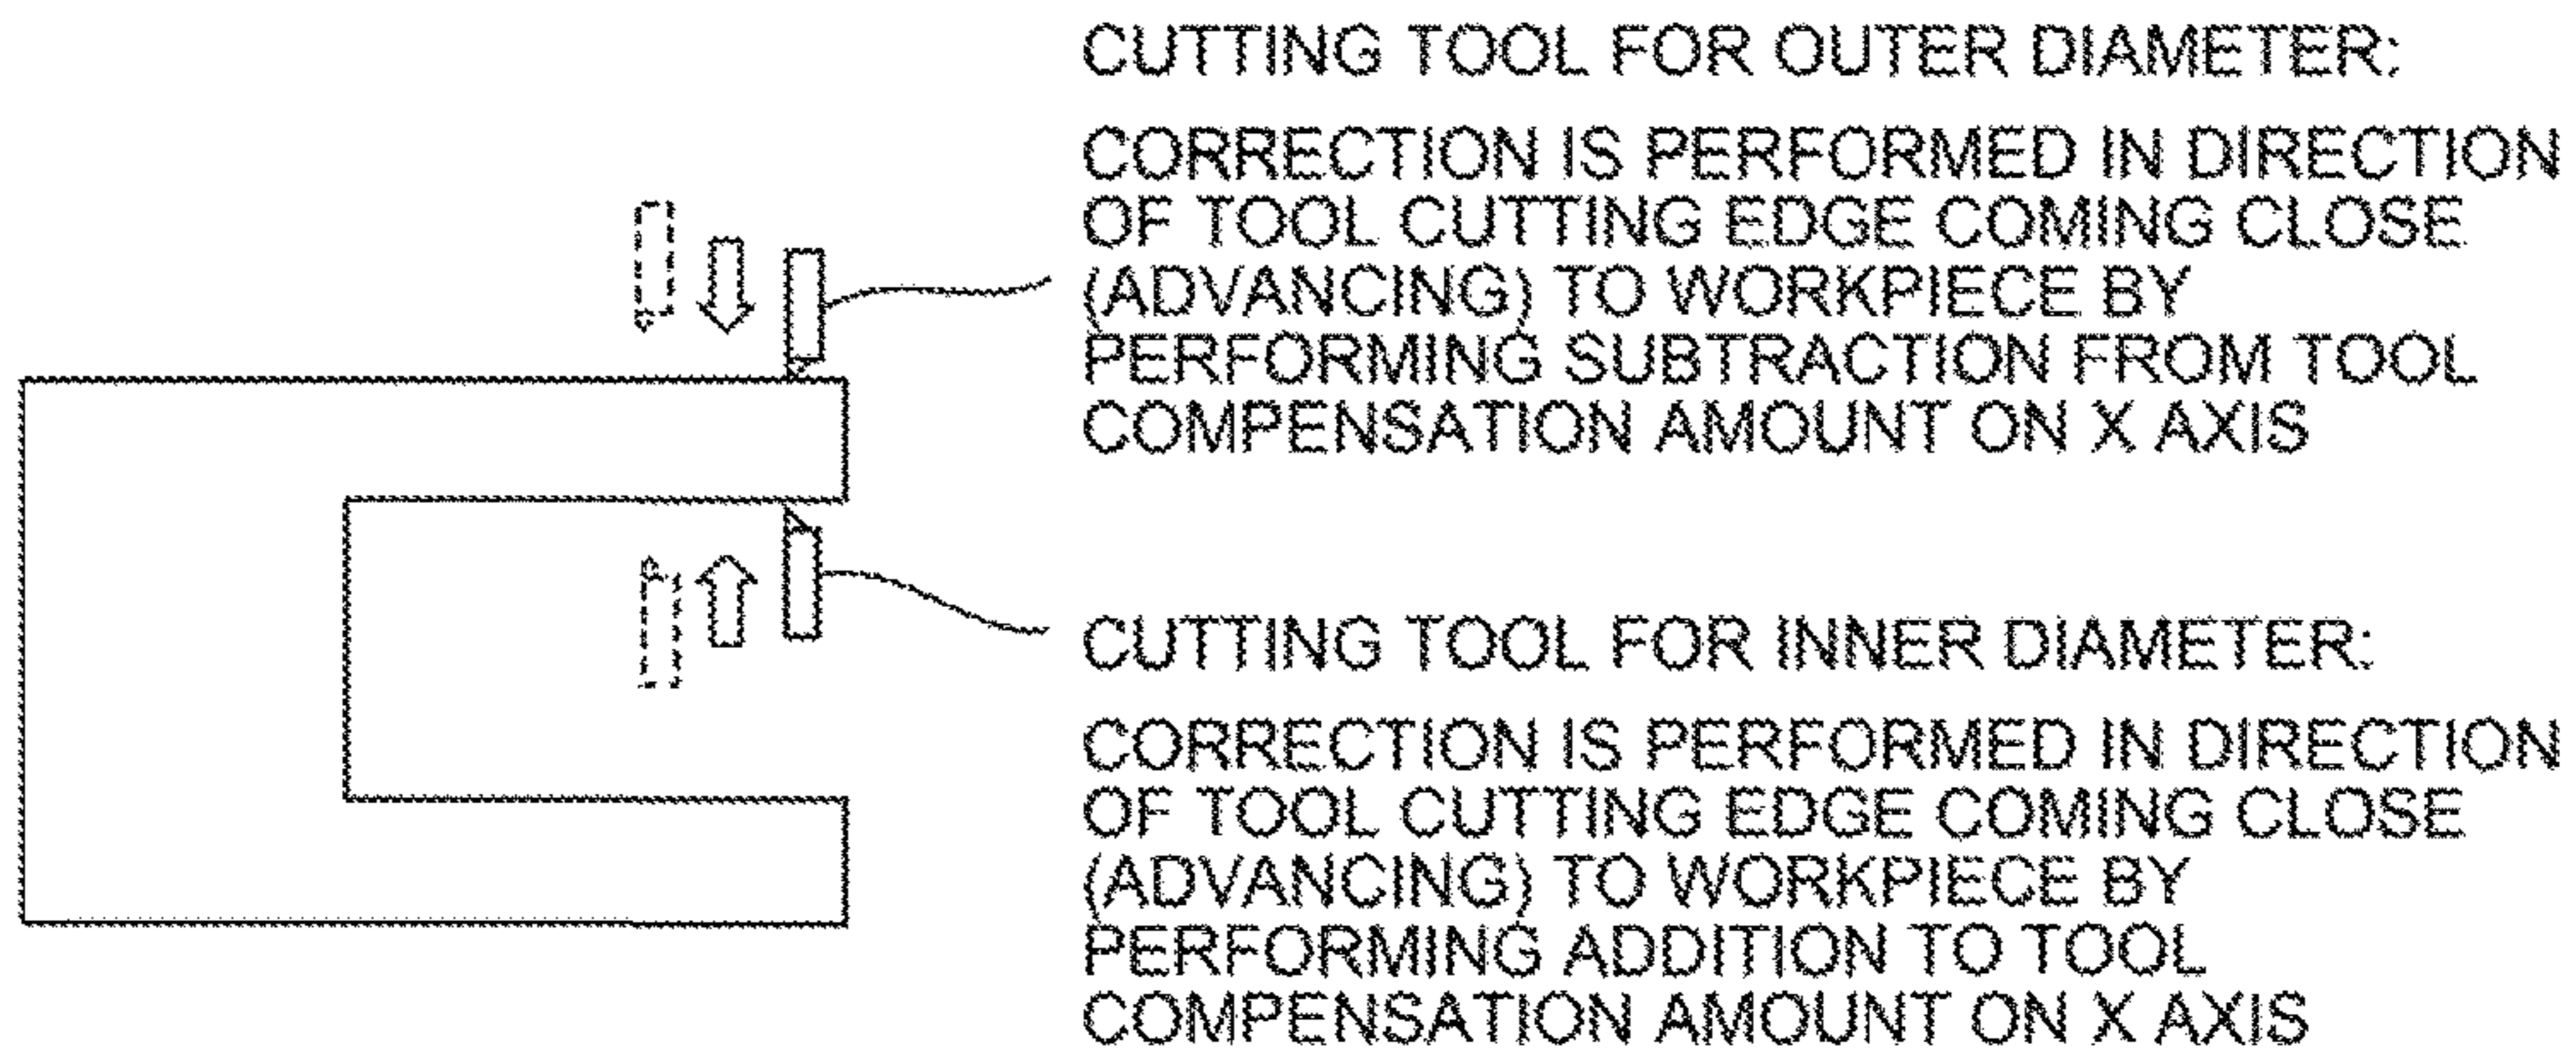 CUTTING TOOL FOR OUTER DIAMETER:
CORRECTION IS PERFORMED IN DIRECTION
OF TOOL CUTTING EDGE COMING CLOSE
(ADVANCING) TO WORKPIECE BY
PERFORMING SUBTRACTION FROM TOOL
COMPENSATION AMOUNT ON X AXIS
CUTTING TOOL FOR INNER DIAMETER:
CORRECTION IS PERFORMED IN DIRECTION
OF TOOL CUTTING EDGE COMING CLOSE
(ADVANCING) TO WORKPIECE BY
PERFORMING ADDITION TO TOOL
COMPENSATION AMOUNT ON X AXIS